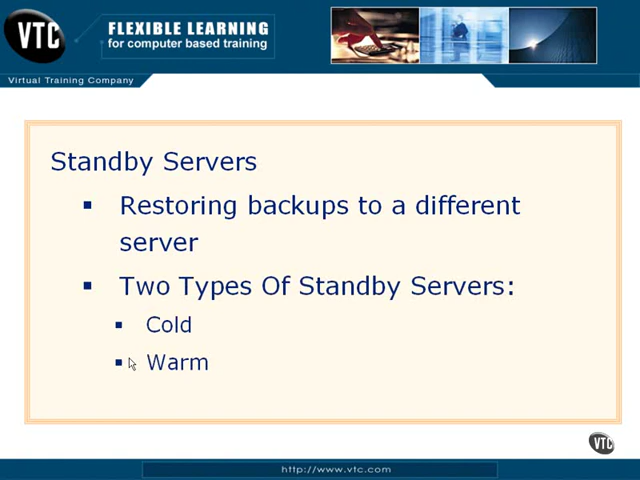 VTC
FLEXIBLE LEARNING
for computer based training
Virtual Training Company
Standby Servers
Restoring backups to a different
server
Two Types Of Standby Servers:
Cold
Warm
VTC
http://www.vtc.com